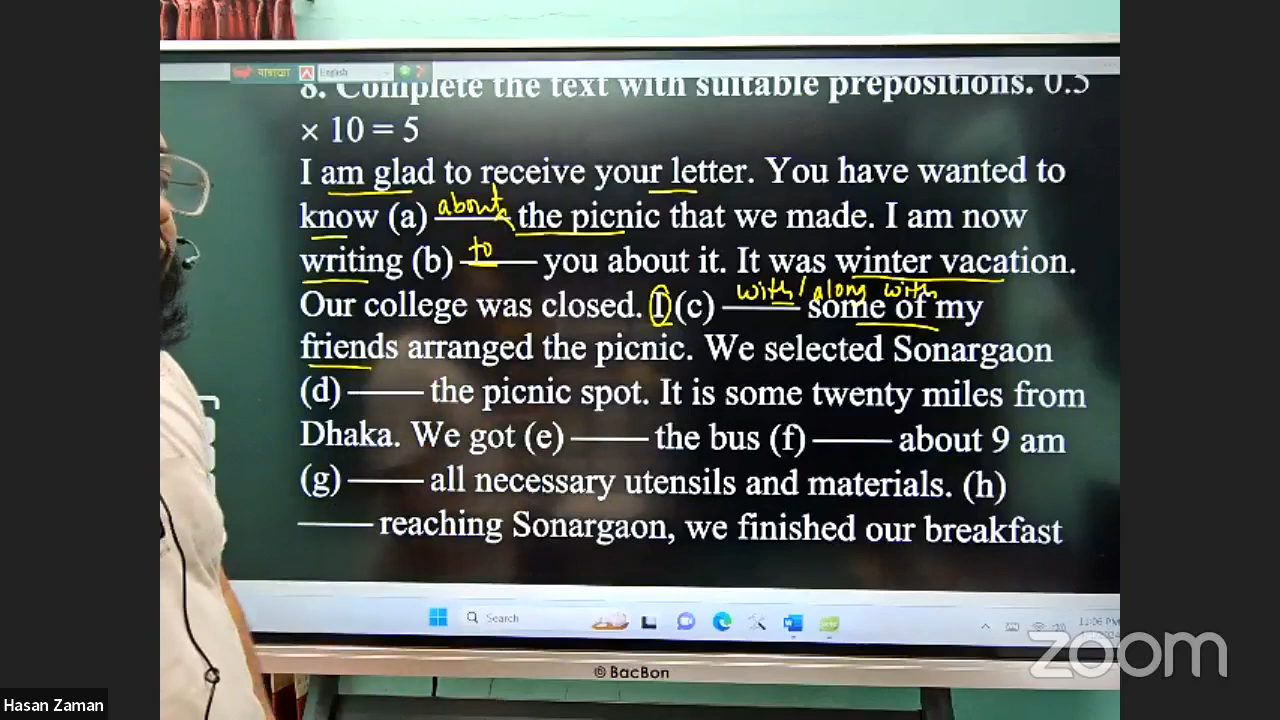 বাংলা English
8. Complete the text with suitable prepositions. 0.5
× 10 = 5
I am glad to receive your letter. You have wanted to
about
know (a) ——— the picnic that we made. I am now
to
writing (b) ——— you about it. It was winter vacation.
with / along with
Our college was closed. I (c) ——— some of my
friends arranged the picnic. We selected Sonargaon
(d) ——— the picnic spot. It is some twenty miles from
Dhaka. We got (e) ——— the bus (f) ——— about 9 am
(g) ——— all necessary utensils and materials. (h)
——— reaching Sonargaon, we finished our breakfast
Search
11:06 PM
BacBon
zoom
Hasan Zaman